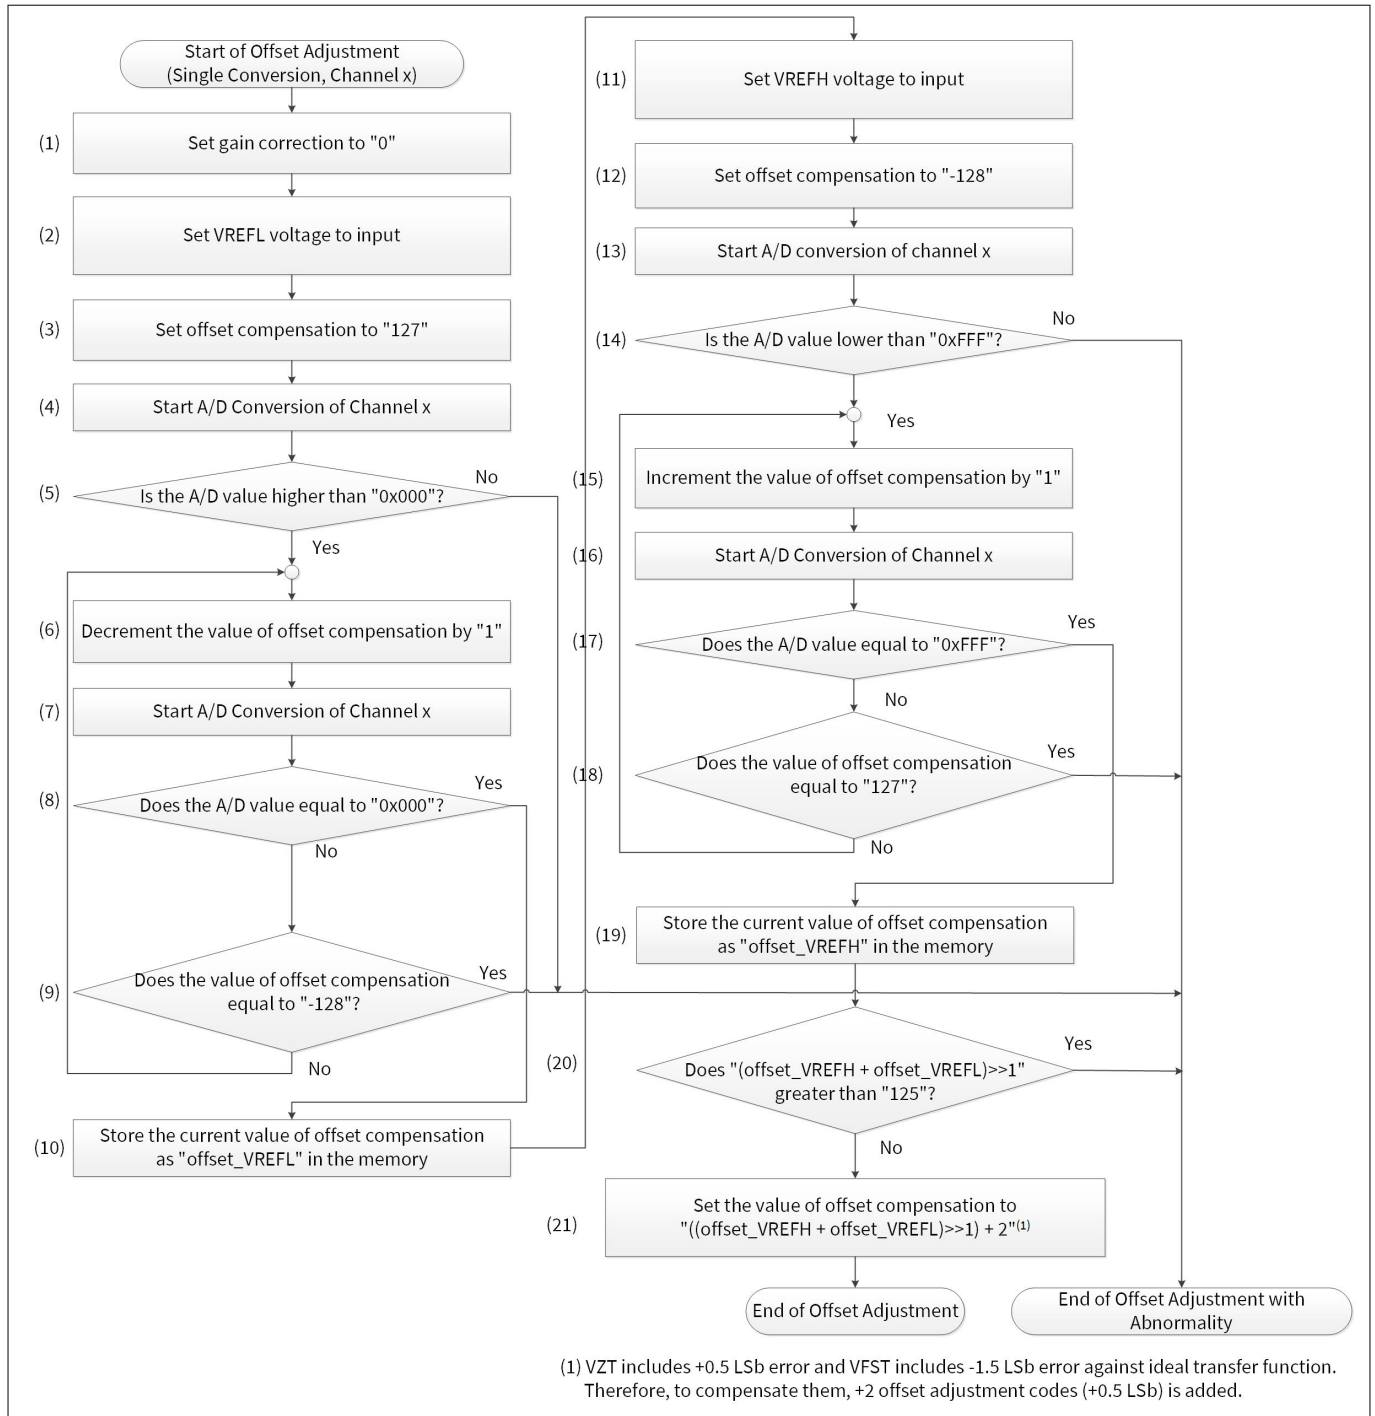 Start of Offset Adjustment
(Single Conversion, Channel x)
(1)
Set gain correction to "0"
(2)
Set VREFL voltage to input
(3)
Set offset compensation to "127"
(4)
Start A/D Conversion of Channel x
(5)
Is the A/D value higher than "0x000"?
No
Yes
(6)
Decrement the value of offset compensation by "1"
(7)
Start A/D Conversion of Channel x
(8)
Does the A/D value equal to "0x000"?
Yes
No
(9)
Does the value of offset compensation
equal to "-128"?
Yes
No
(10)
Store the current value of offset compensation
as "offset_VREFL" in the memory
(11)
Set VREFH voltage to input
(12)
Set offset compensation to "-128"
(13)
Start A/D conversion of channel x
(14)
Is the A/D value lower than "0xFFF"?
No
Yes
(15)
Increment the value of offset compensation by "1"
(16)
Start A/D Conversion of Channel x
(17)
Does the A/D value equal to "0xFFF"?
Yes
No
(18)
Does the value of offset compensation
equal to "127"?
Yes
No
(19)
Store the current value of offset compensation
as "offset_VREFH" in the memory
(20)
Does "(offset_VREFH + offset_VREFL)>>1"
greater than "125"?
Yes
No
(21)
Set the value of offset compensation to
"((offset_VREFH + offset_VREFL)>>1) + 2"(1)
End of Offset Adjustment
End of Offset Adjustment with
Abnormality
(1) VZT includes +0.5 LSb error and VFST includes -1.5 LSb error against ideal transfer function.
Therefore, to compensate them, +2 offset adjustment codes (+0.5 LSb) is added.